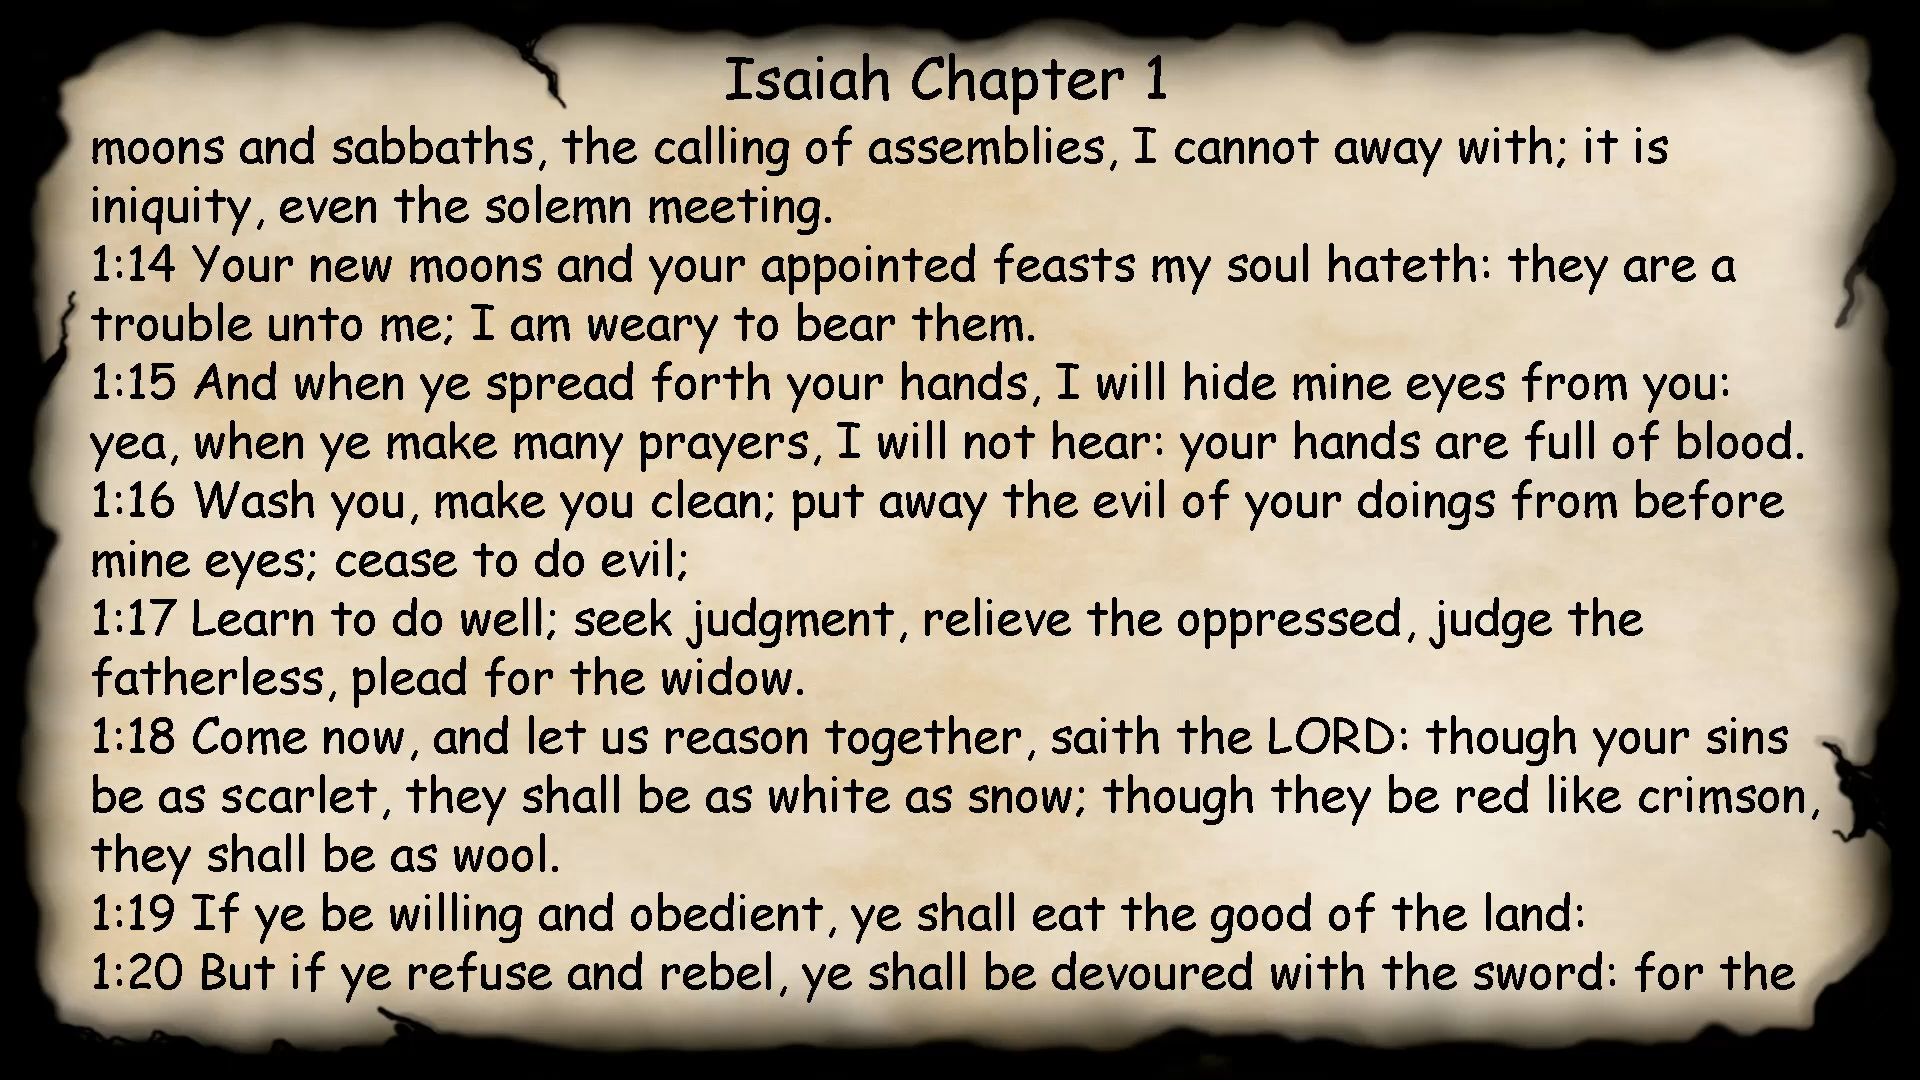 Isaiah Chapter 1
moons and sabbaths, the calling of assemblies, I cannot away with; it is
iniquity, even the solemn meeting.
1:14 Your new moons and your appointed feasts my soul hateth: they are a
trouble unto me; I am weary to bear them.
1:15 And when ye spread forth your hands, I will hide mine eyes from you:
yea, when ye make many prayers, I will not hear: your hands are full of blood.
1:16 Wash you, make you clean; put away the evil of your doings from before
mine eyes; cease to do evil;
1:17 Learn to do well; seek judgment, relieve the oppressed, judge the
fatherless, plead for the widow.
1:18 Come now, and let us reason together, saith the LORD: though your sins
be as scarlet, they shall be as white as snow; though they be red like crimson,
they shall be as wool.
1:19 If ye be willing and obedient, ye shall eat the good of the land:
1:20 But if ye refuse and rebel, ye shall be devoured with the sword: for the